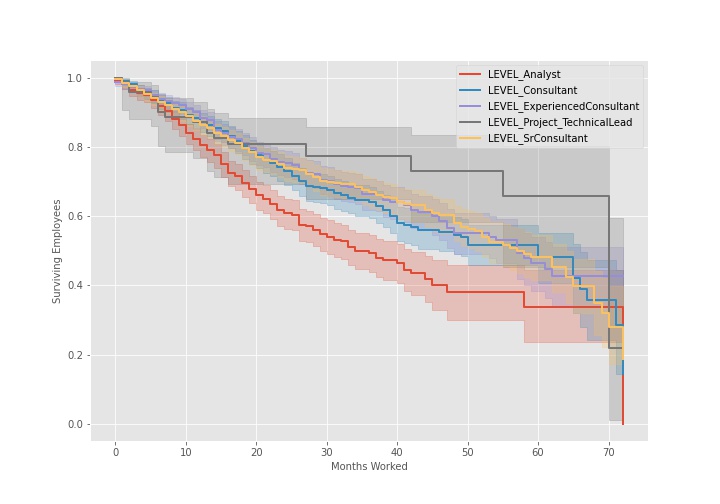 LEVEL_Analyst
LEVEL_Consultant
LEVEL_ExperiencedConsultant
LEVEL_Project_TechnicalLead
LEVEL_SrConsultant
1.0
0.8
0.6
0.4
0.2
0.0
Surviving Employees
0 10 20 30 40 50 60 70
Months Worked